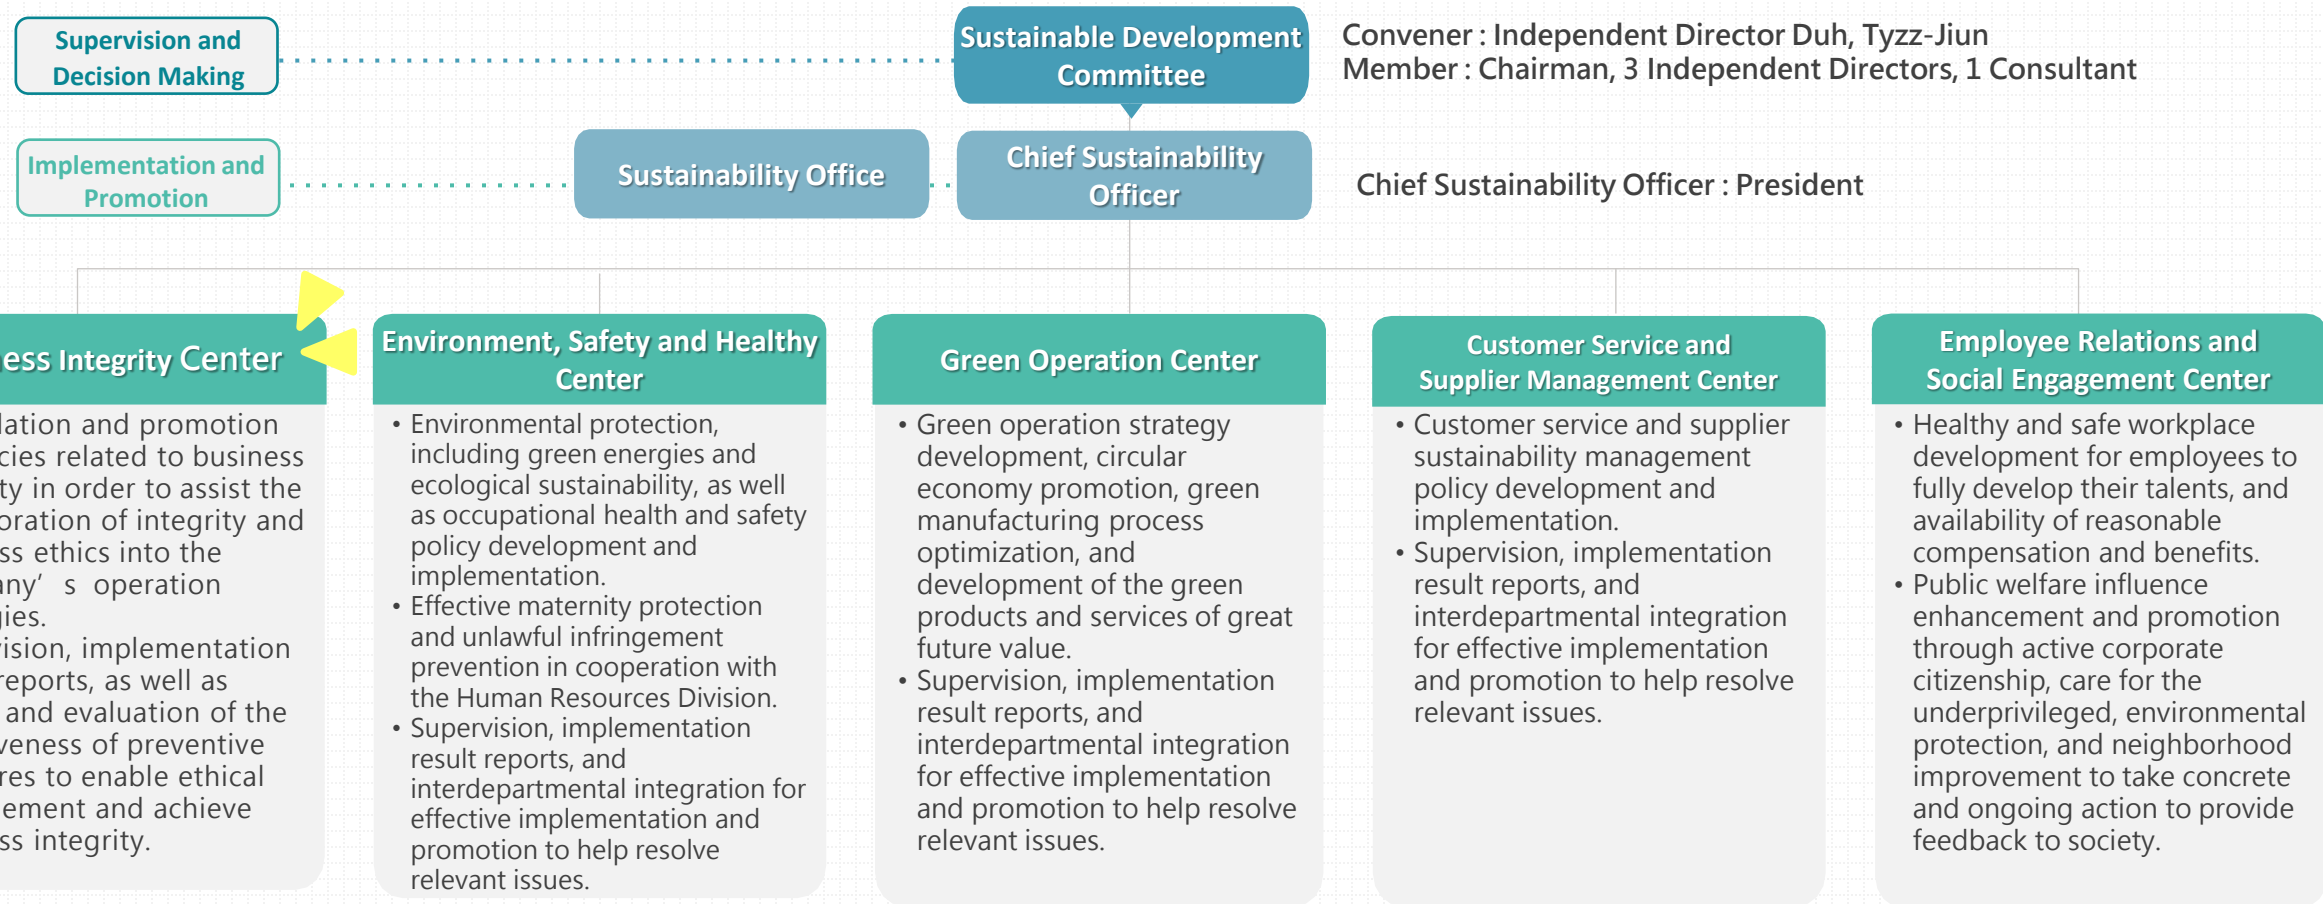 Supervision and
Decision Making
Sustainable Development
Committee
Convener : Independent Director Duh, Tyzz-Jiun
Member : Chairman, 3 Independent Directors, 1 Consultant
Implementation and
Promotion
Sustainability Office
Chief Sustainability
Officer
Chief Sustainability Officer : President
Integrity Center
and promotion
related to business
in order to assist the
of integrity and
ethics into the
s operation
implementation
reports, as well as
and evaluation of the
of preventive
to enable ethical
and achieve
integrity.
Environment, Safety and Healthy
Center
• Environmental protection,
including green energies and
ecological sustainability, as well
as occupational health and safety
policy development and
implementation.
• Effective maternity protection
and unlawful infringement
prevention in cooperation with
the Human Resources Division.
• Supervision, implementation
result reports, and
interdepartmental integration for
effective implementation and
promotion to help resolve
relevant issues.
Green Operation Center
• Green operation strategy
development, circular
economy promotion, green
manufacturing process
optimization, and
development of the green
products and services of great
future value.
• Supervision, implementation
result reports, and
interdepartmental integration
for effective implementation
and promotion to help resolve
relevant issues.
Customer Service and
Supplier Management Center
• Customer service and supplier
sustainability management
policy development and
implementation.
• Supervision, implementation
result reports, and
interdepartmental integration
for effective implementation
and promotion to help resolve
relevant issues.
Employee Relations and
Social Engagement Center
• Healthy and safe workplace
development for employees to
fully develop their talents, and
availability of reasonable
compensation and benefits.
• Public welfare influence
enhancement and promotion
through active corporate
citizenship, care for the
underprivileged, environmental
protection, and neighborhood
improvement to take concrete
and ongoing action to provide
feedback to society.